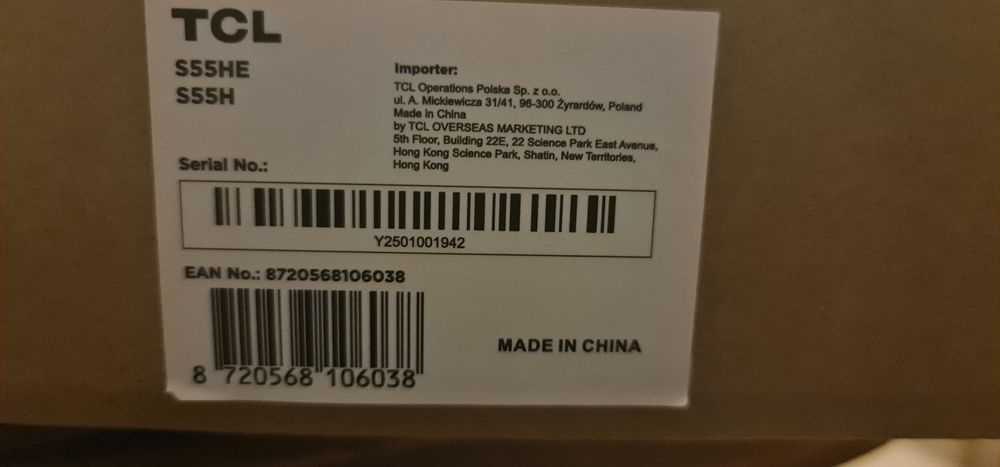 TCL
S55HE
S55H
Importer:
TCL Operations Polska Sp. z o.o.
ul. A. Mickiewicza 31/41, 96-300 Żyrardów, Poland
Made in China
by TCL OVERSEAS MARKETING LTD
5th Floor, Building 22E, 22 Science Park East Avenue,
Hong Kong Science Park, Shatin, New Territories,
Hong Kong
Serial No.:
Y2501001942
EAN No.: 8720568106038
8 720568 106038
MADE IN CHINA